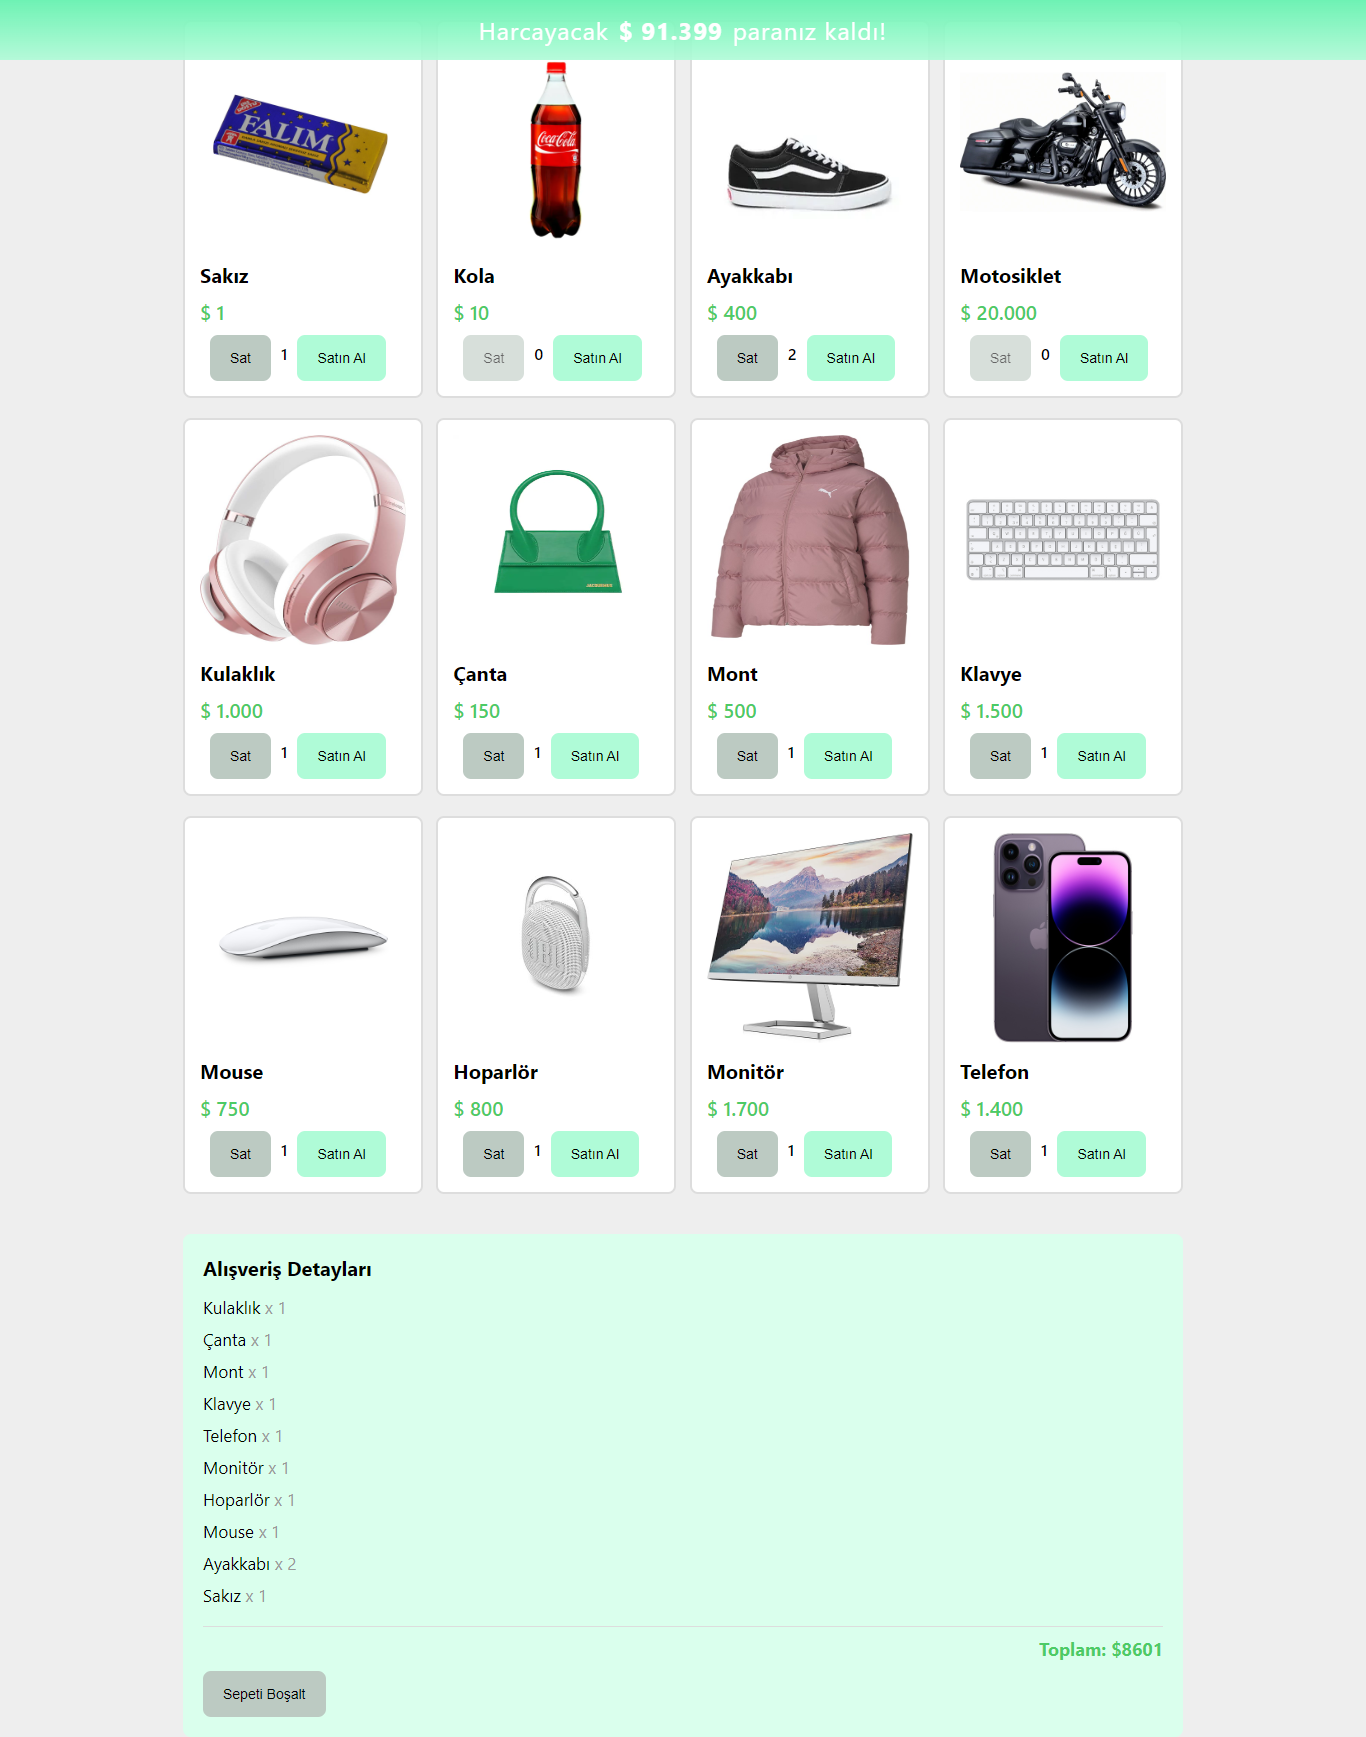 Harcayacak $ 91.399 paranız kaldı!
FALIM
Coca-Cola
Sakız
$ 1
Sat 1 Satın Al
Kola
$ 10
Sat 0 Satın Al
Ayakkabı
$ 400
Sat 2 Satın Al
Motosiklet
$ 20.000
Sat 0 Satın Al
JACQUEMUS
Kulaklık
$ 1.000
Sat 1 Satın Al
Çanta
$ 150
Sat 1 Satın Al
Mont
$ 500
Sat 1 Satın Al
Klavye
$ 1.500
Sat 1 Satın Al
JBL
Mouse
$ 750
Sat 1 Satın Al
Hoparlör
$ 800
Sat 1 Satın Al
Monitör
$ 1.700
Sat 1 Satın Al
Telefon
$ 1.400
Sat 1 Satın Al
Alışveriş Detayları
Kulaklık x 1
Çanta x 1
Mont x 1
Klavye x 1
Telefon x 1
Monitör x 1
Hoparlör x 1
Mouse x 1
Ayakkabı x 2
Sakız x 1
Toplam: $8601
Sepeti Boşalt